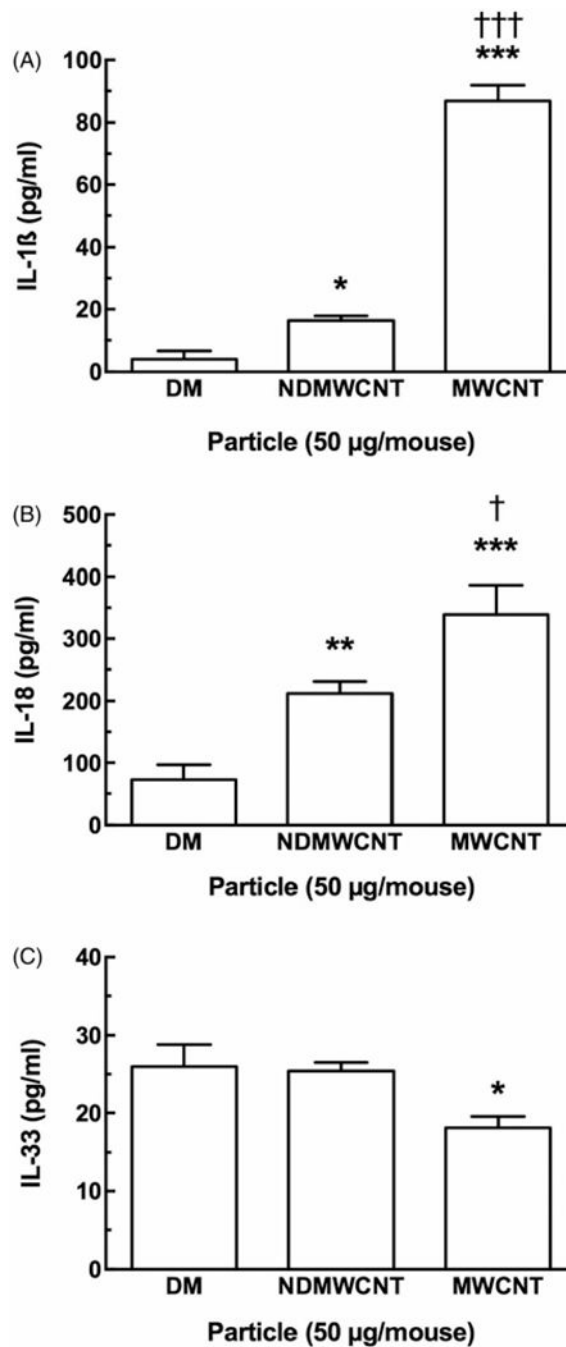 (A)
†††
***
*
100
80
60
40
20
0
IL-1ß (pg/ml)
DM NDMWCNT MWCNT
Particle (50 µg/mouse)
(B)
†
***
**
500
400
300
200
100
0
IL-18 (pg/ml)
DM NDMWCNT MWCNT
Particle (50 µg/mouse)
(C)
*
40
30
20
10
0
IL-33 (pg/ml)
DM NDMWCNT MWCNT
Particle (50 µg/mouse)